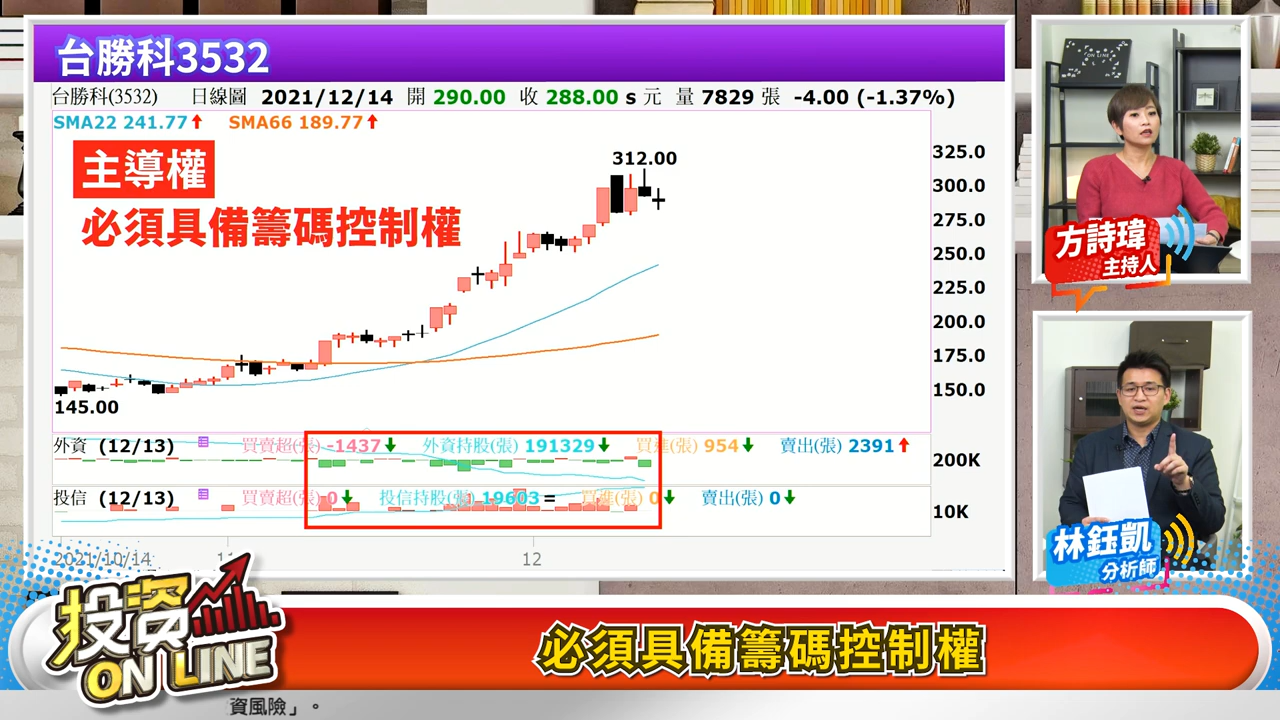 台勝科3532
台勝科(3532) 日線圖 2021/12/14 開 290.00 收 288.00 s 元 量 7829 張 -4.00 (-1.37%)
SMA22 241.77 SMA66 189.77
主導權
必須具備籌碼控制權
312.00
145.00
325.0
300.0
275.0
250.0
225.0
200.0
175.0
150.0
外資 (12/13) 買賣超(張) -1437 外資持股(張) 191329 買進(張) 954 賣出(張) 2391
200K
投信 (12/13) 買賣超(張) 0 投信持股(張) 19603 = 買進(張) 0 賣出(張) 0
10K
2021/10/14 11 12
ON LINE
方詩瑋
主持人
林鈺凱
分析師
投資
ON LINE
必須具備籌碼控制權
資風險」。